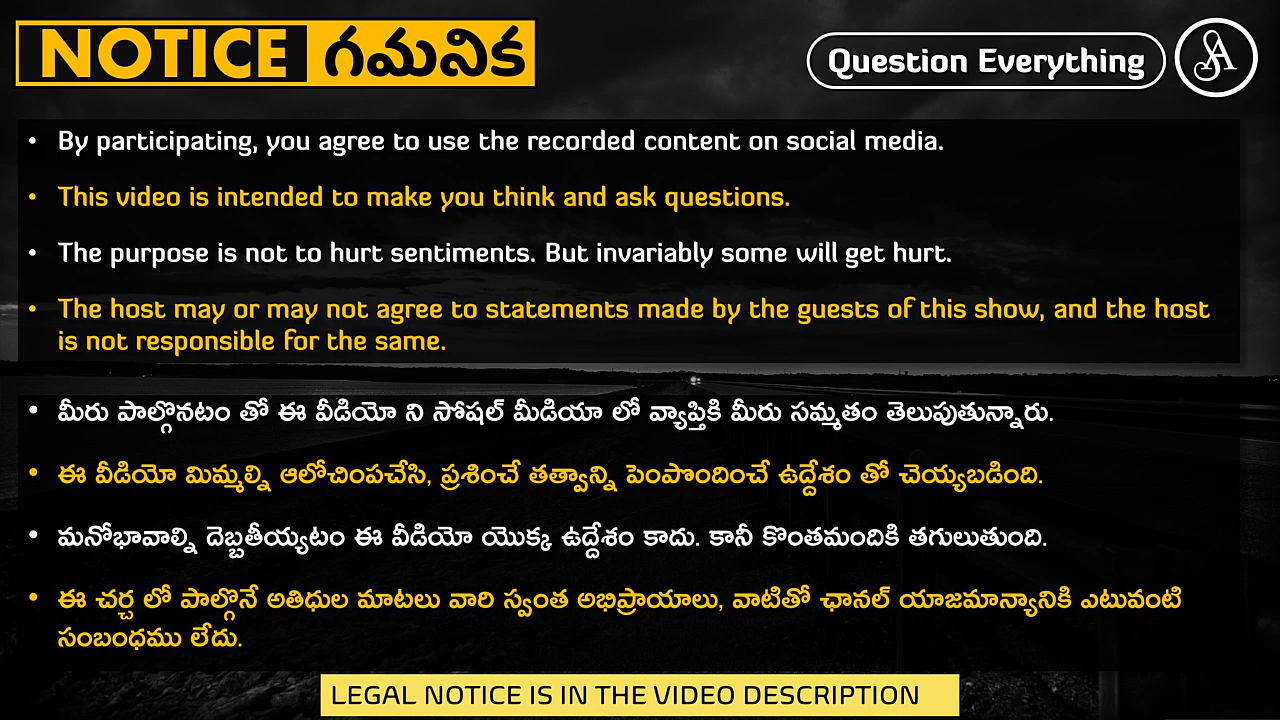 NOTICE గమనిక
Question Everything
SA
• By participating, you agree to use the recorded content on social media.
• This video is intended to make you think and ask questions.
• The purpose is not to hurt sentiments. But invariably some will get hurt.
• The host may or may not agree to statements made by the guests of this show, and the host
is not responsible for the same.
• మీరు పాల్గొనటం తో ఈ వీడియో ని సోషల్ మీడియా లో వ్యాప్తికి మీరు సమ్మతం తెలుపుతున్నారు.
• ఈ వీడియో మిమ్మల్ని ఆలోచింపచేసి, ప్రశించే తత్వాన్ని పెంపొందించే ఉద్దేశం తో చెయ్యబడింది.
• మనోభావాల్ని దెబ్బతీయ్యటం ఈ వీడియో యొక్క ఉద్దేశం కాదు. కానీ కొంతమందికి తగులుతుంది.
• ఈ చర్చ లో పాల్గొనే అతిధుల మాటలు వారి స్వంత అభిప్రాయాలు, వాటితో ఛానల్ యాజమాన్యానికి ఎటువంటి
సంబంధము లేదు.
LEGAL NOTICE IS IN THE VIDEO DESCRIPTION